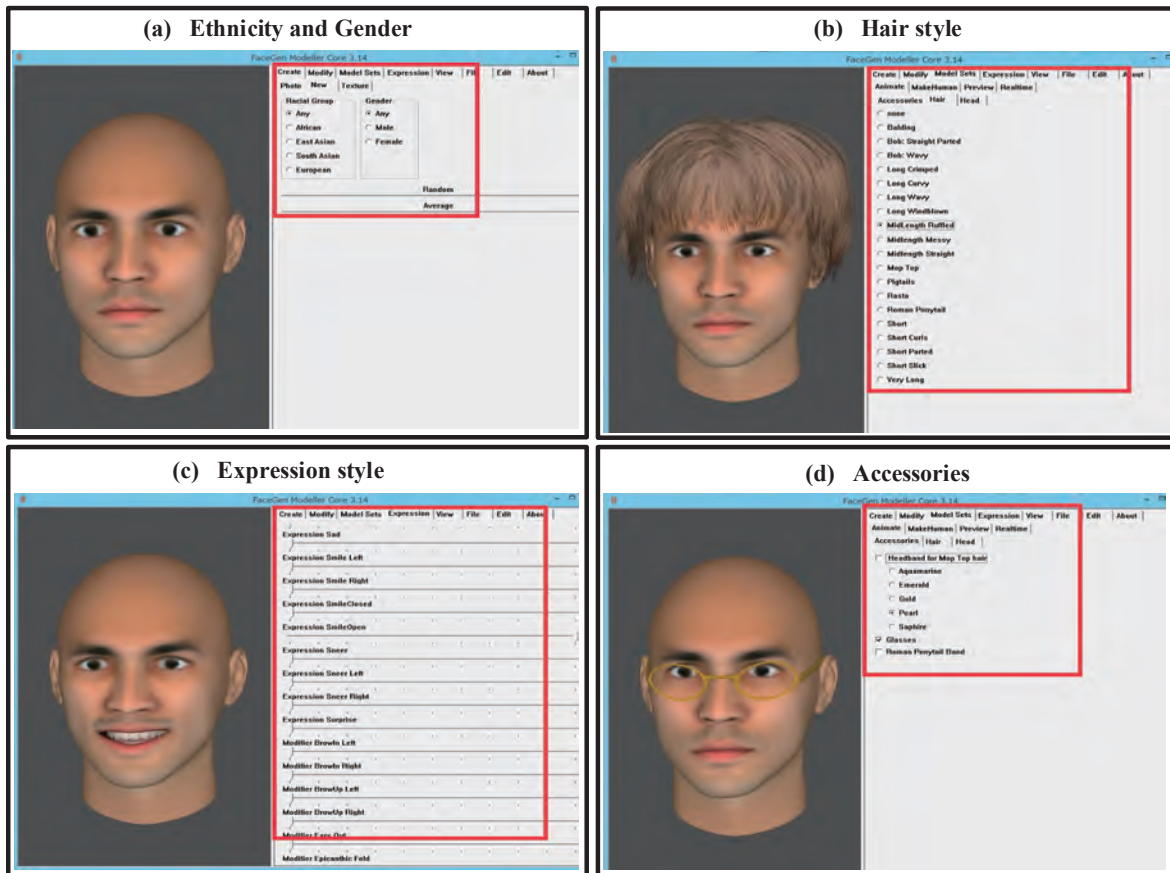 (a) Ethnicity and Gender
FaceGen Modeller Core 3.14
Create Modify Model Sets Expression View File Edit About
Photo New Texture
Racial Group Gender
Any Any
African Male
East Asian Female
South Asian
European
Random
Average
(b) Hair style
FaceGen Modeller Core 3.14
Create Modify Model Sets Expression View File Edit About
Animate MakeHuman Preview Realtime
Accessories Hair Head
none
Balding
Bob: Straight Parted
Bob: Wavy
Long Crimped
Long Curvy
Long Wavy
Long Windblown
MidLength Ruffled
Midlength Messy
Midlength Straight
Mop Top
Pigtails
Rasta
Roman Ponytail
Short
Short Curls
Short Parted
Short Slick
Very Long
(c) Expression style
FaceGen Modeller Core 3.14
Create Modify Model Sets Expression View File Edit About
Expression Sad
Expression Smile Left
Expression Smile Right
Expression SmileClosed
Expression SmileOpen
Expression Sneer
Expression Sneer Left
Expression Sneer Right
Expression Surprise
Modifier BrowIn Left
Modifier BrowIn Right
Modifier BrowUp Left
Modifier BrowUp Right
Modifier Ears Out
Modifier Epicanthic Fold
(d) Accessories
FaceGen Modeller Core 3.14
Create Modify Model Sets Expression View File Edit About
Animate MakeHuman Preview Realtime
Accessories Hair Head
Headband for Mop Top hair
Aquamarine
Emerald
Gold
Pearl
Saphire
Glasses
Roman Ponytail Band